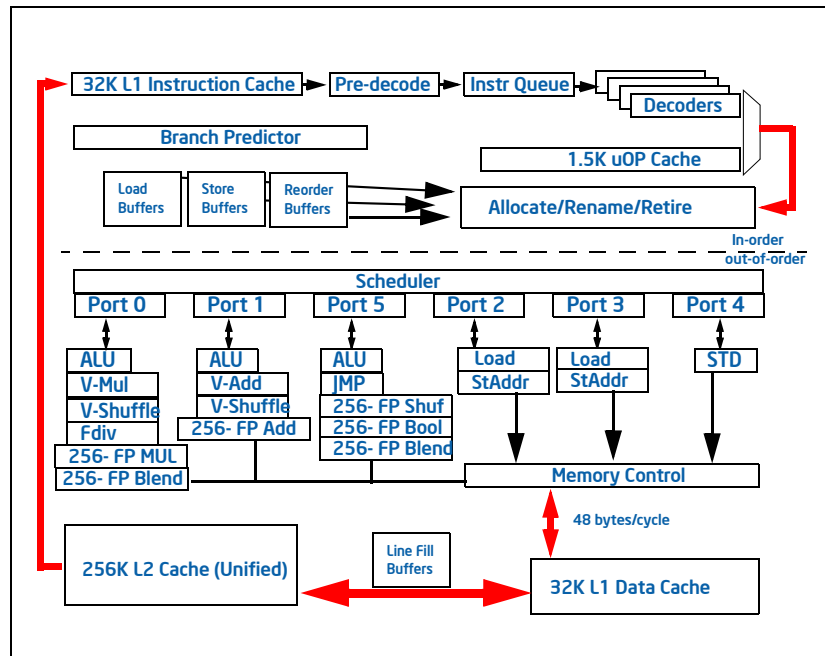 32K L1 Instruction Cache
Pre-decode
Instr Queue
Decoders
Branch Predictor
1.5K uOP Cache
Load
Buffers
Store
Buffers
Reorder
Buffers
Allocate/Rename/Retire
In-order
out-of-order
Scheduler
Port 0
Port 1
Port 5
Port 2
Port 3
Port 4
ALU
V-Mul
V-Shuffle
Fdiv
256- FP MUL
256- FP Blend
ALU
V-Add
V-Shuffle
256- FP Add
ALU
JMP
256- FP Shuf
256- FP Bool
256- FP Blend
Load
StAddr
Load
StAddr
STD
Memory Control
48 bytes/cycle
256K L2 Cache (Unified)
Line Fill
Buffers
32K L1 Data Cache